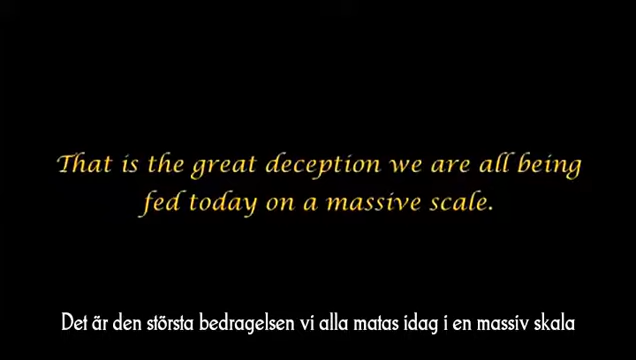 That is the great deception we are all being
fed today on a massive scale.
Det är den största bedragelsen vi alla matas idag i en massiv skala